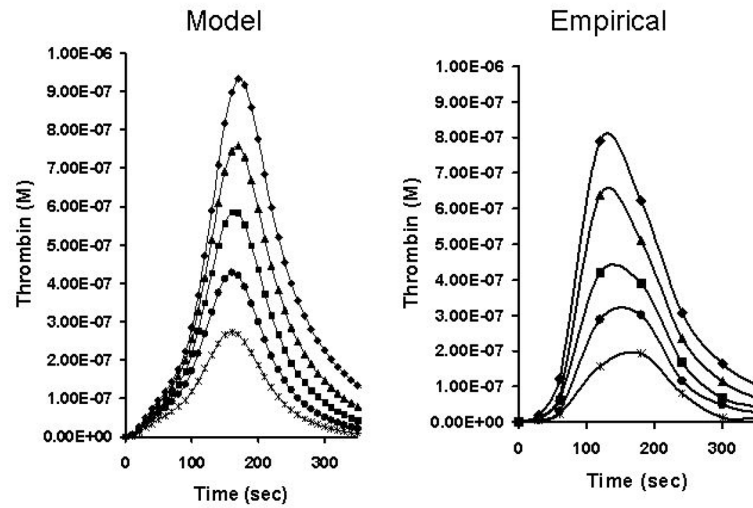 Model
1.00E-06
9.00E-07
8.00E-07
7.00E-07
6.00E-07
5.00E-07
4.00E-07
3.00E-07
2.00E-07
1.00E-07
0.00E+00
Thrombin (M)
0 100 200 300
Time (sec)
Empirical
1.00E-06
9.00E-07
8.00E-07
7.00E-07
6.00E-07
5.00E-07
4.00E-07
3.00E-07
2.00E-07
1.00E-07
0.00E+00
Thrombin (M)
0 100 200 300
Time (sec)